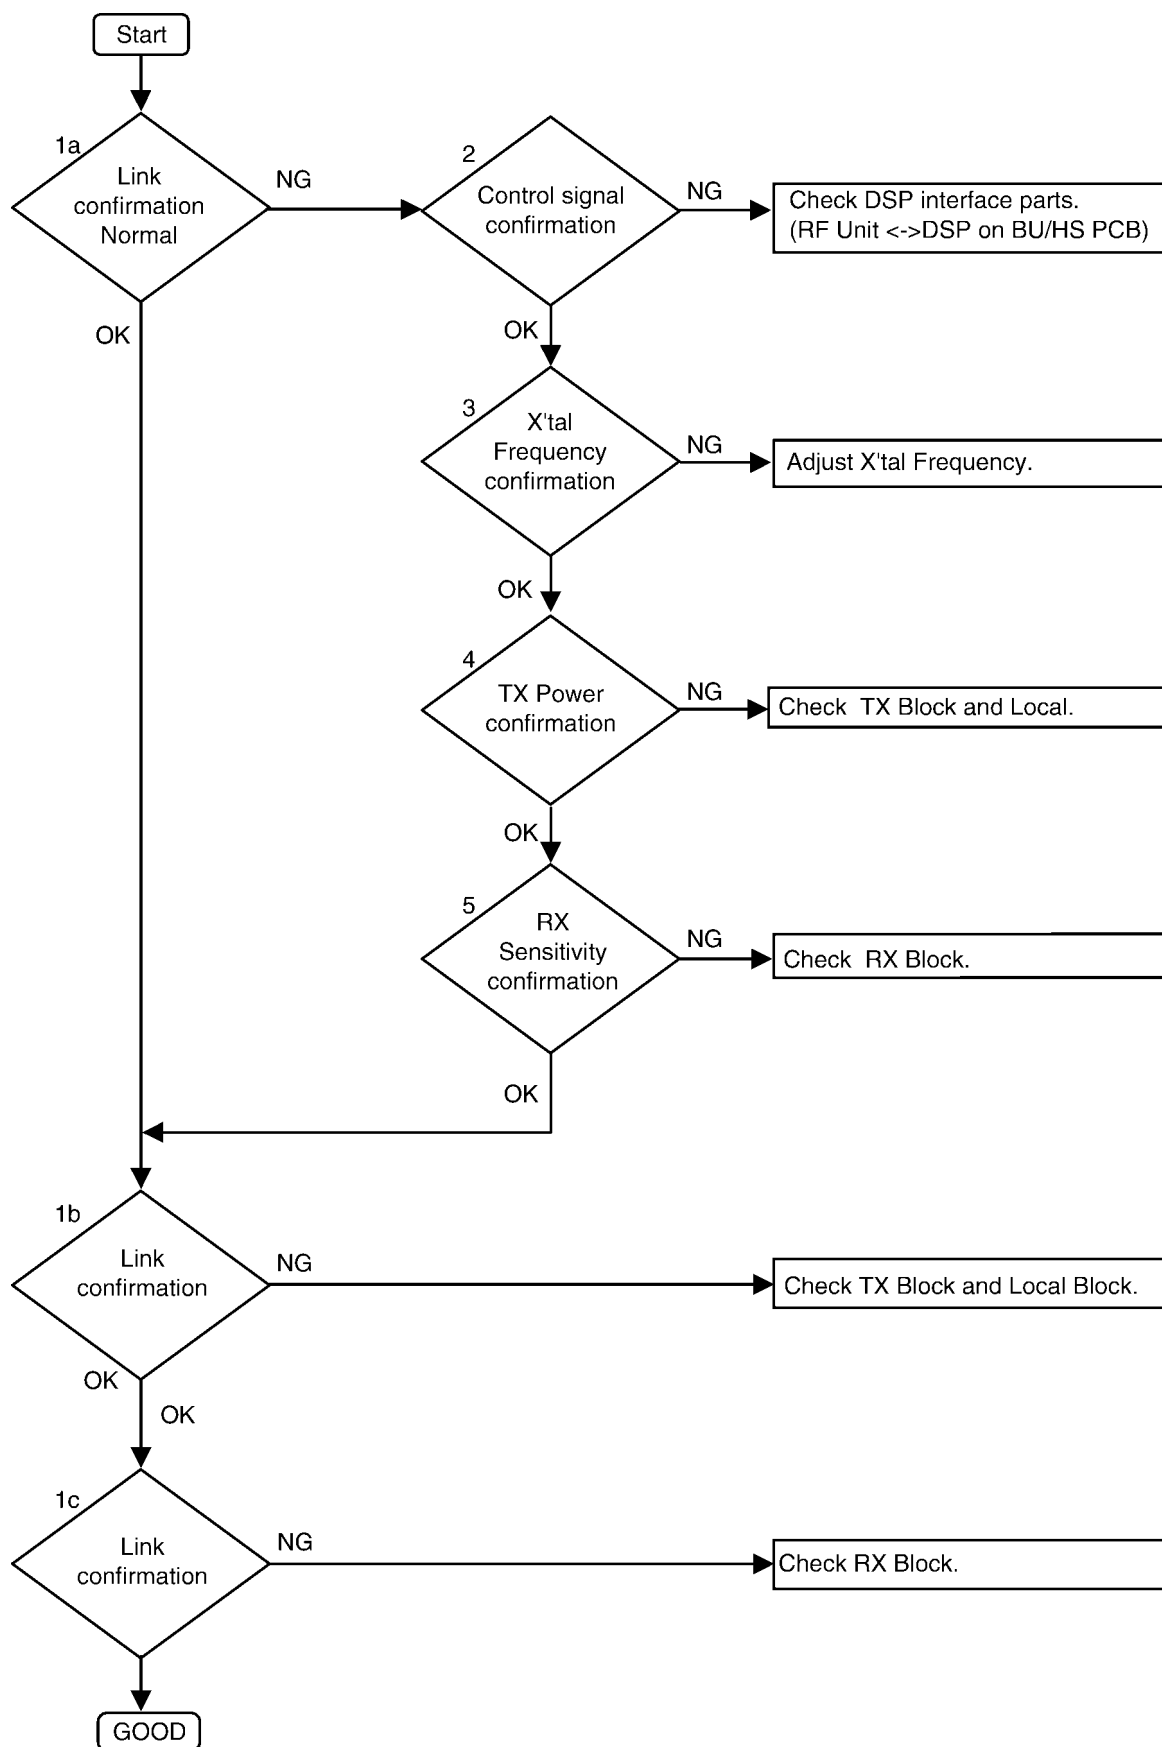 Start
1a
Link
confirmation
Normal
NG
OK
2
Control signal
confirmation
NG
Check DSP interface parts.
(RF Unit <->DSP on BU/HS PCB)
OK
3
X'tal
Frequency
confirmation
NG
Adjust X'tal Frequency.
OK
4
TX Power
confirmation
NG
Check TX Block and Local.
OK
5
RX
Sensitivity
confirmation
NG
Check RX Block.
OK
1b
Link
confirmation
NG
Check TX Block and Local Block.
OK
OK
1c
Link
confirmation
NG
Check RX Block.
GOOD